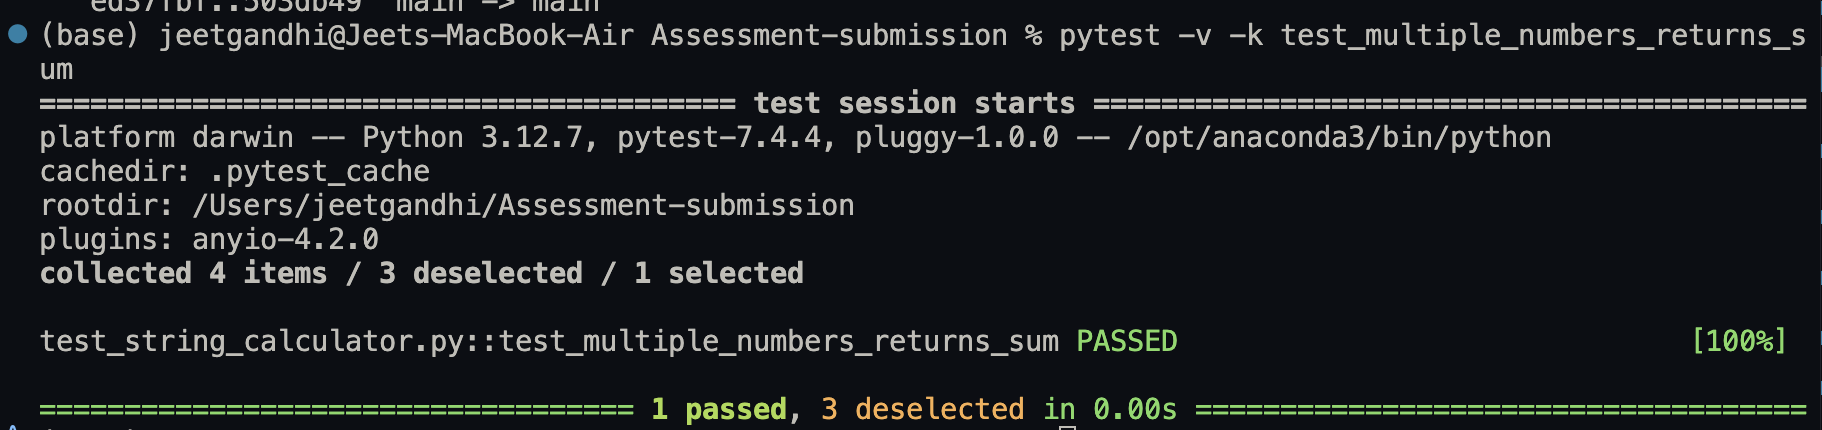 ed37fbf..503db49  main -> main
(base) jeetgandhi@Jeets-MacBook-Air Assessment-submission % pytest -v -k test_multiple_numbers_returns_s
um
========================================= test session starts ==========================================
platform darwin -- Python 3.12.7, pytest-7.4.4, pluggy-1.0.0 -- /opt/anaconda3/bin/python
cachedir: .pytest_cache
rootdir: /Users/jeetgandhi/Assessment-submission
plugins: anyio-4.2.0
collected 4 items / 3 deselected / 1 selected
test_string_calculator.py::test_multiple_numbers_returns_sum PASSED [100%]
=================================== 1 passed, 3 deselected in 0.00s ====================================